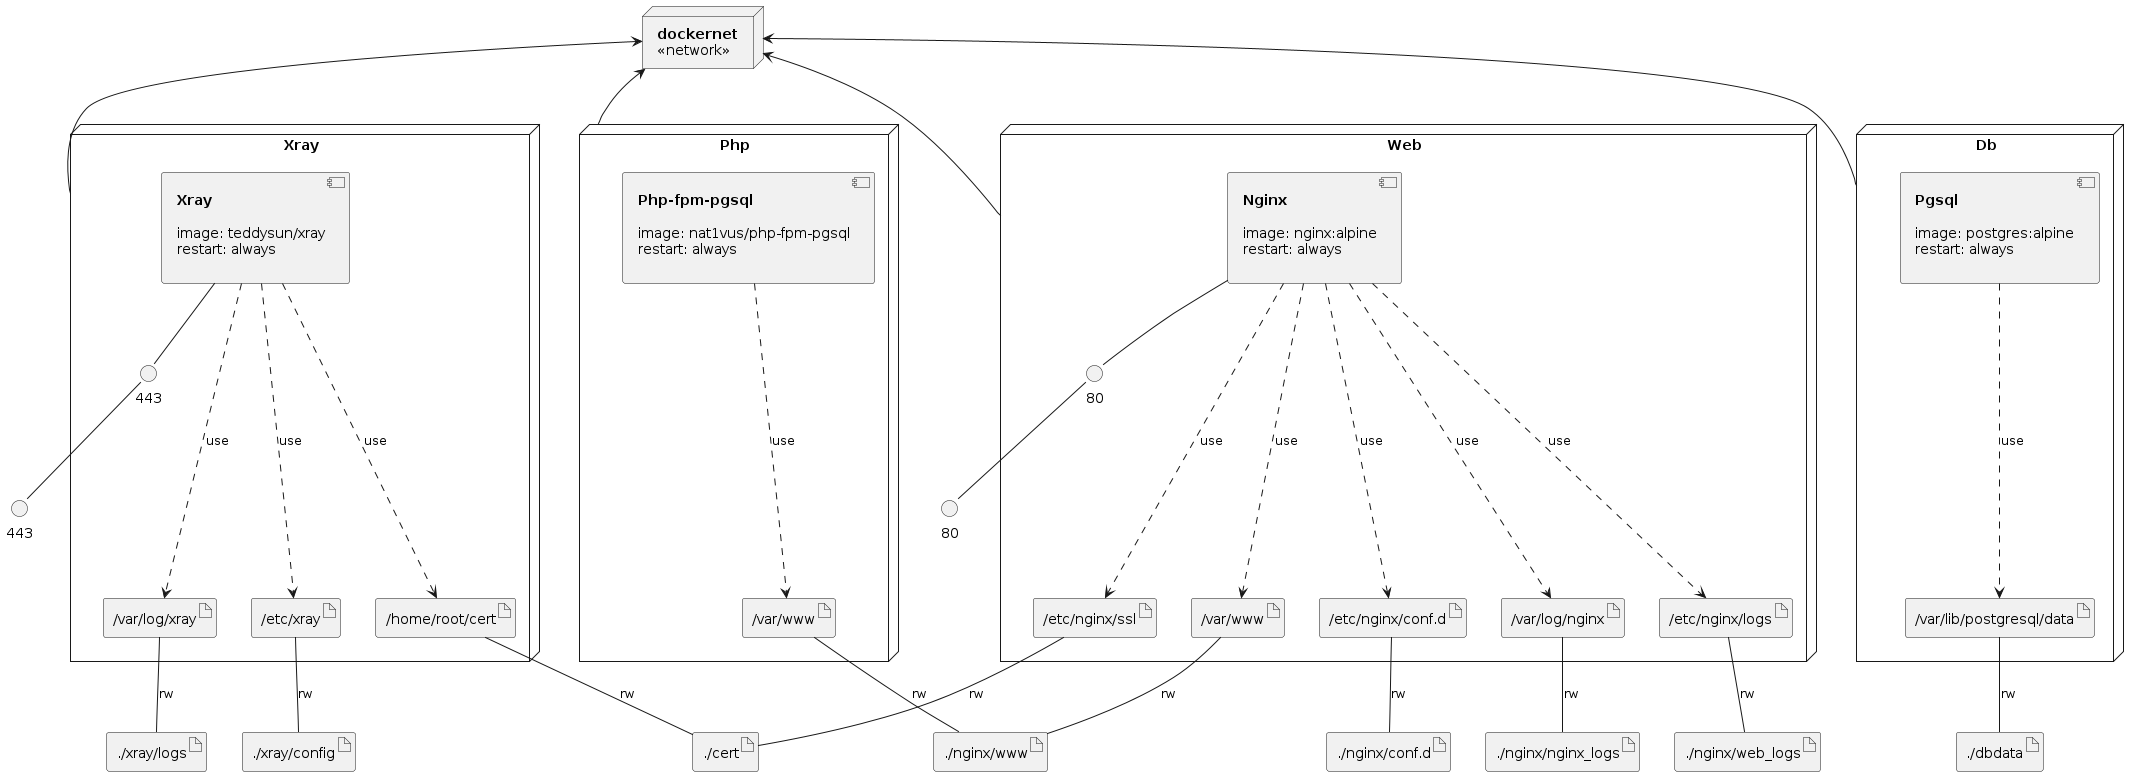 dockernet
«network»
Xray
Php
Web
Db
Xray
image: teddysun/xray
restart: always
Php-fpm-pgsql
image: nat1vus/php-fpm-pgsql
restart: always
Nginx
image: nginx:alpine
restart: always
Pgsql
image: postgres:alpine
restart: always
443
80
use
use
use
use
use
use
use
use
use
use
443
80
/var/log/xray
/etc/xray
/home/root/cert
/var/www
/etc/nginx/ssl
/var/www
/etc/nginx/conf.d
/var/log/nginx
/etc/nginx/logs
/var/lib/postgresql/data
rw
rw
rw
rw
rw
rw
rw
rw
rw
rw
./xray/logs
./xray/config
./cert
./nginx/www
./nginx/conf.d
./nginx/nginx_logs
./nginx/web_logs
./dbdata